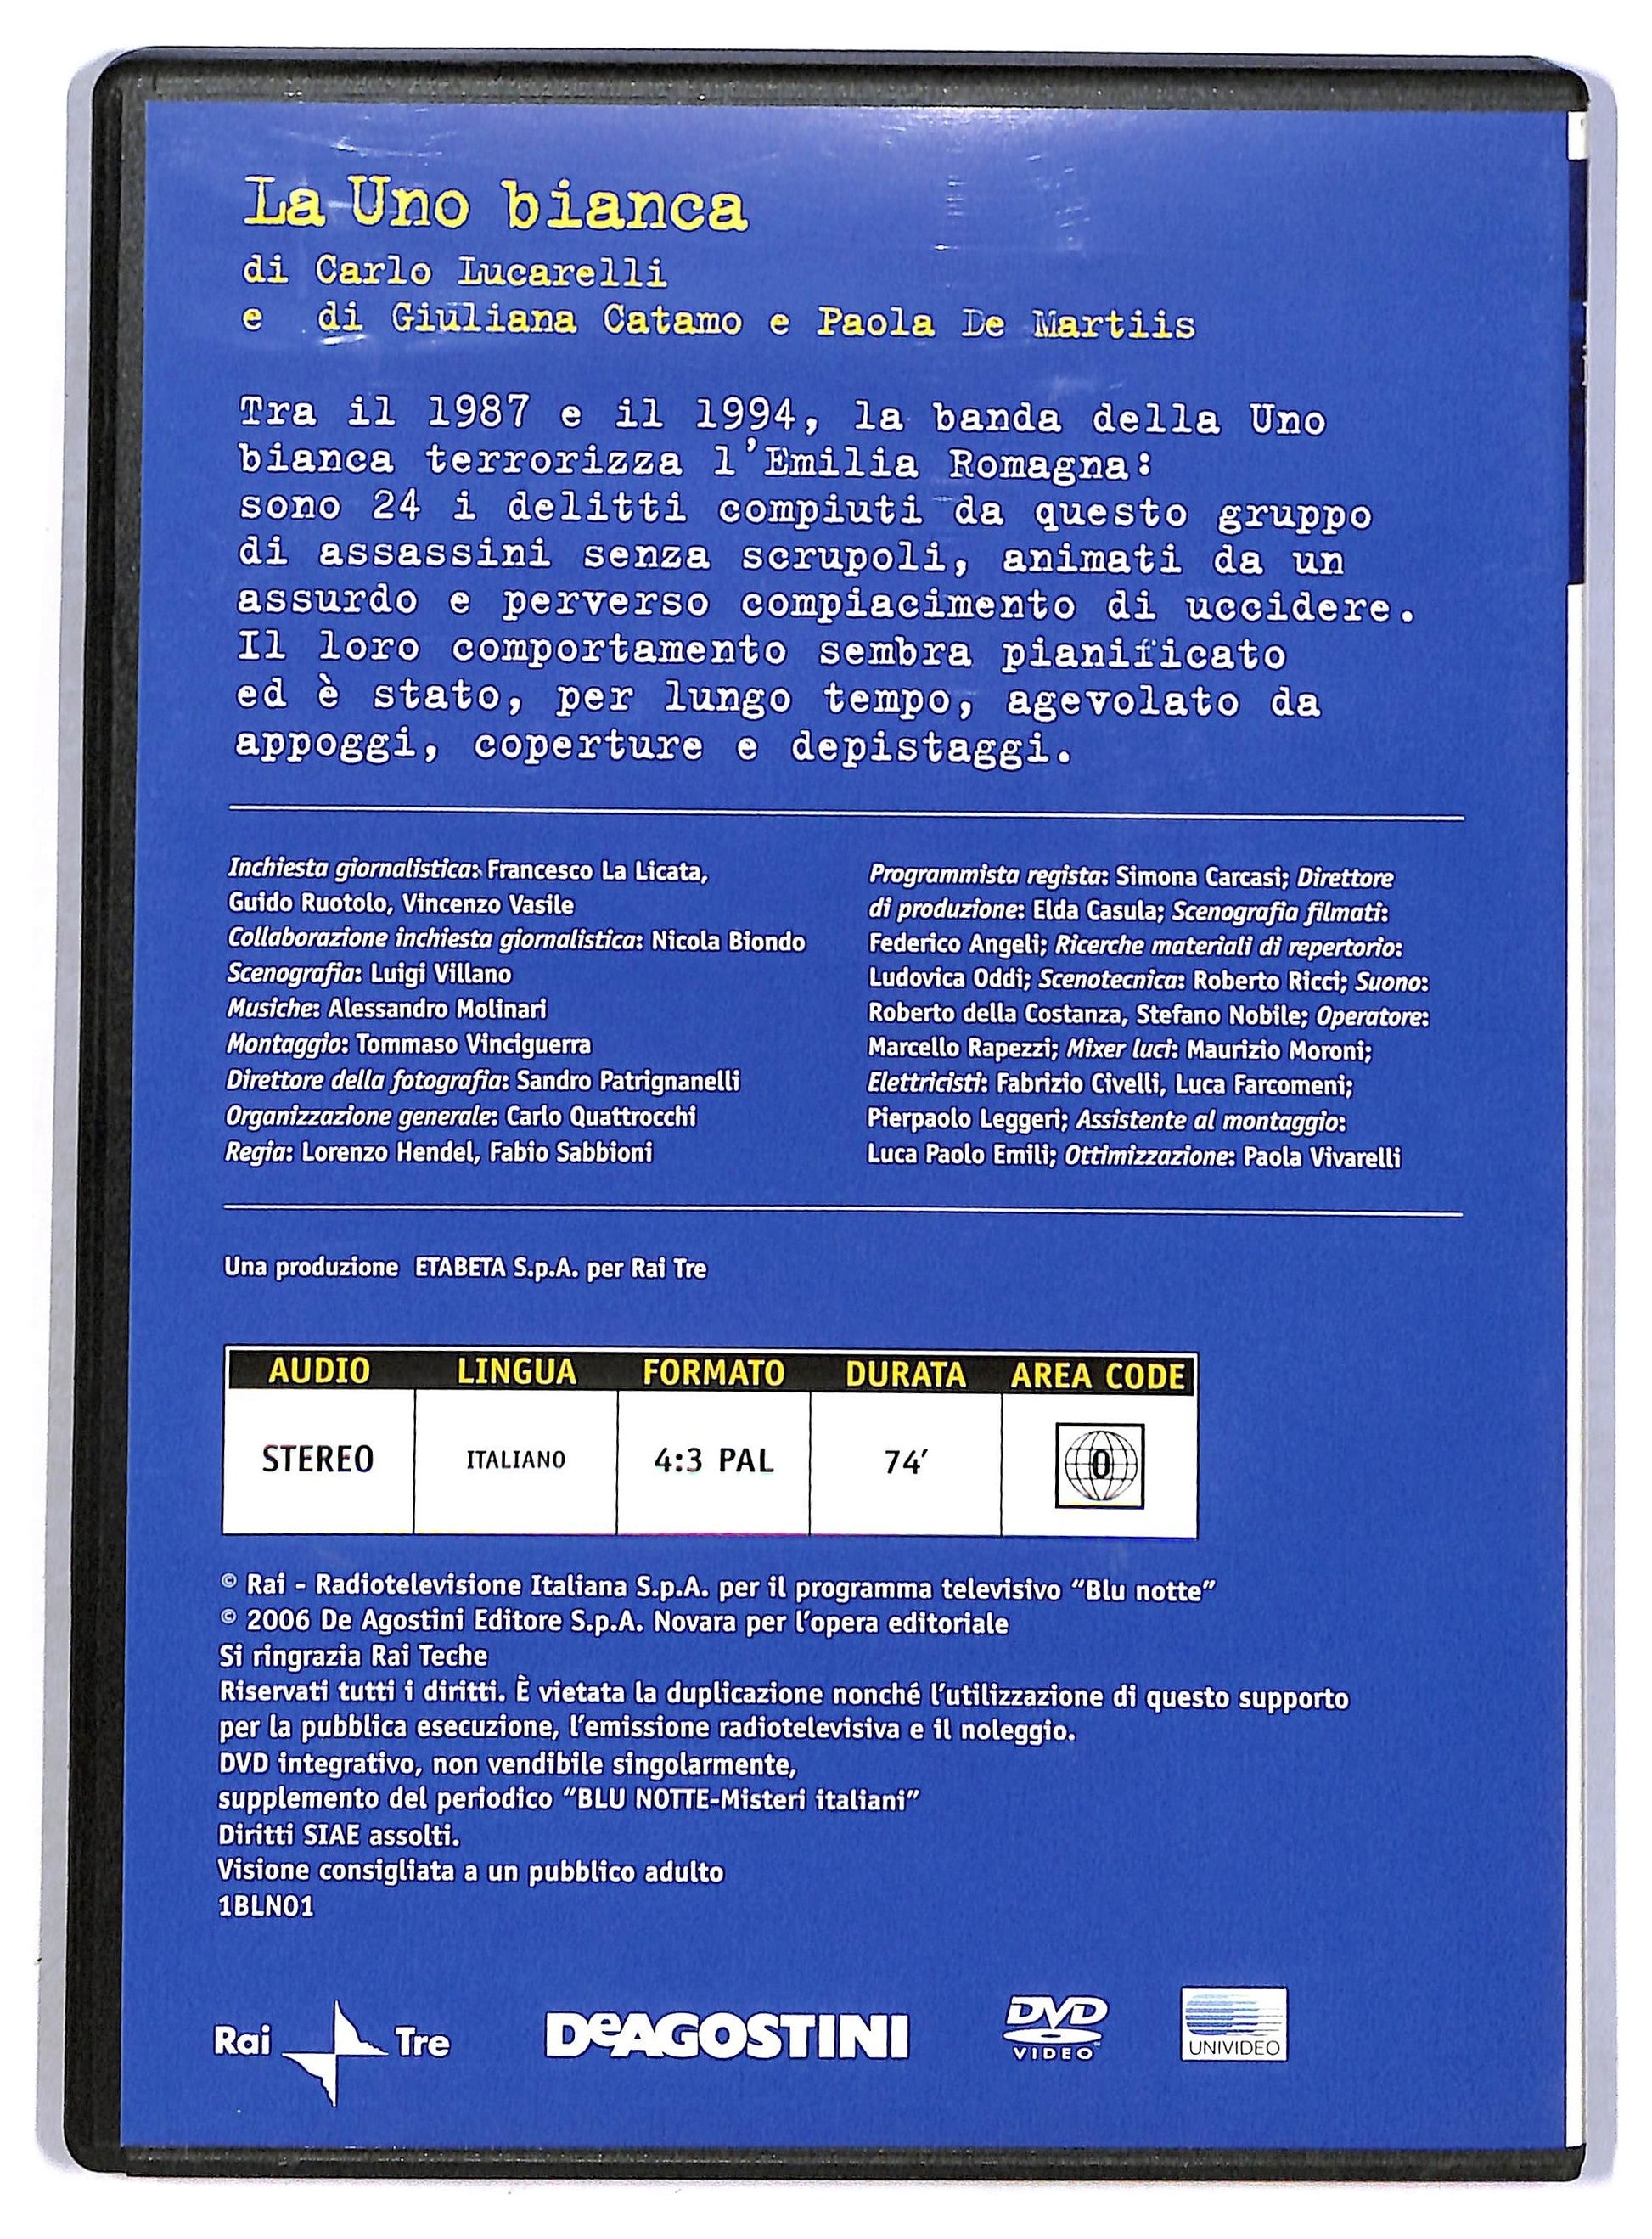 La Uno bianca
di Carlo Lucarelli
e di Giuliana Catamo e Paola De Martiis
Tra il 1987 e il 1994, la banda della Uno
bianca terrorizza l'Emilia Romagna:
sono 24 i delitti compiuti da questo gruppo
di assassini senza scrupoli, animati da un
assurdo e perverso compiacimento di uccidere.
Il loro comportamento sembra pianificato
ed è stato, per lungo tempo, agevolato da
appoggi, coperture e depistaggi.
Inchiesta giornalistica: Francesco La Licata,
Guido Ruotolo, Vincenzo Vasile
Collaborazione inchiesta giornalistica: Nicola Biondo
Scenografia: Luigi Villano
Musiche: Alessandro Molinari
Montaggio: Tommaso Vinciguerra
Direttore della fotografia: Sandro Patrignanelli
Organizzazione generale: Carlo Quattrocchi
Regia: Lorenzo Hendel, Fabio Sabbioni
Programmista regista: Simona Carcasi; Direttore
di produzione: Elda Casula; Scenografia filmati:
Federico Angeli; Ricerche materiali di repertorio:
Ludovica Oddi; Scenotecnica: Roberto Ricci; Suono:
Roberto della Costanza, Stefano Nobile; Operatore:
Marcello Rapezzi; Mixer luci: Maurizio Moroni;
Elettricisti: Fabrizio Civelli, Luca Farcomeni;
Pierpaolo Leggeri; Assistente al montaggio:
Luca Paolo Emili; Ottimizzazione: Paola Vivarelli
Una produzione ETABETA S.p.A. per Rai Tre
AUDIO LINGUA FORMATO DURATA AREA CODE
STEREO ITALIANO 4:3 PAL 74' 0
© Rai - Radiotelevisione Italiana S.p.A. per il programma televisivo "Blu notte"
© 2006 De Agostini Editore S.p.A. Novara per l'opera editoriale
Si ringrazia Rai Teche
Riservati tutti i diritti. È vietata la duplicazione nonché l'utilizzazione di questo supporto
per la pubblica esecuzione, l'emissione radiotelevisiva e il noleggio.
DVD integrativo, non vendibile singolarmente,
supplemento del periodico "BLU NOTTE-Misteri italiani"
Diritti SIAE assolti.
Visione consigliata a un pubblico adulto
1BLN01
Rai Tre DeAGOSTINI DVD VIDEO UNIVIDEO